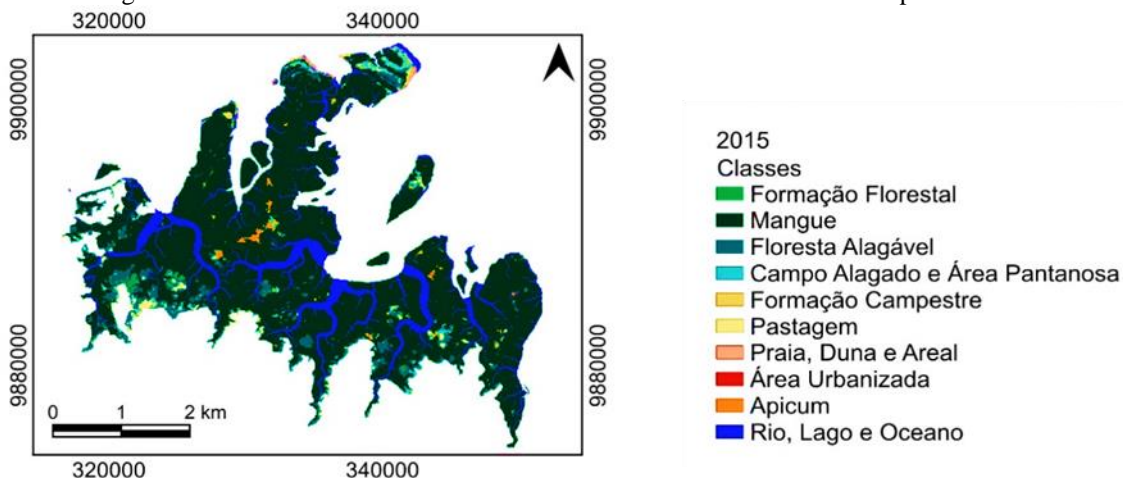 320000 340000
9900000 9900000
9880000 9880000
0 1 2 km
320000 340000
2015
Classes
Formação Florestal
Mangue
Floresta Alagável
Campo Alagado e Área Pantanosa
Formação Campestre
Pastagem
Praia, Duna e Areal
Área Urbanizada
Apicum
Rio, Lago e Oceano